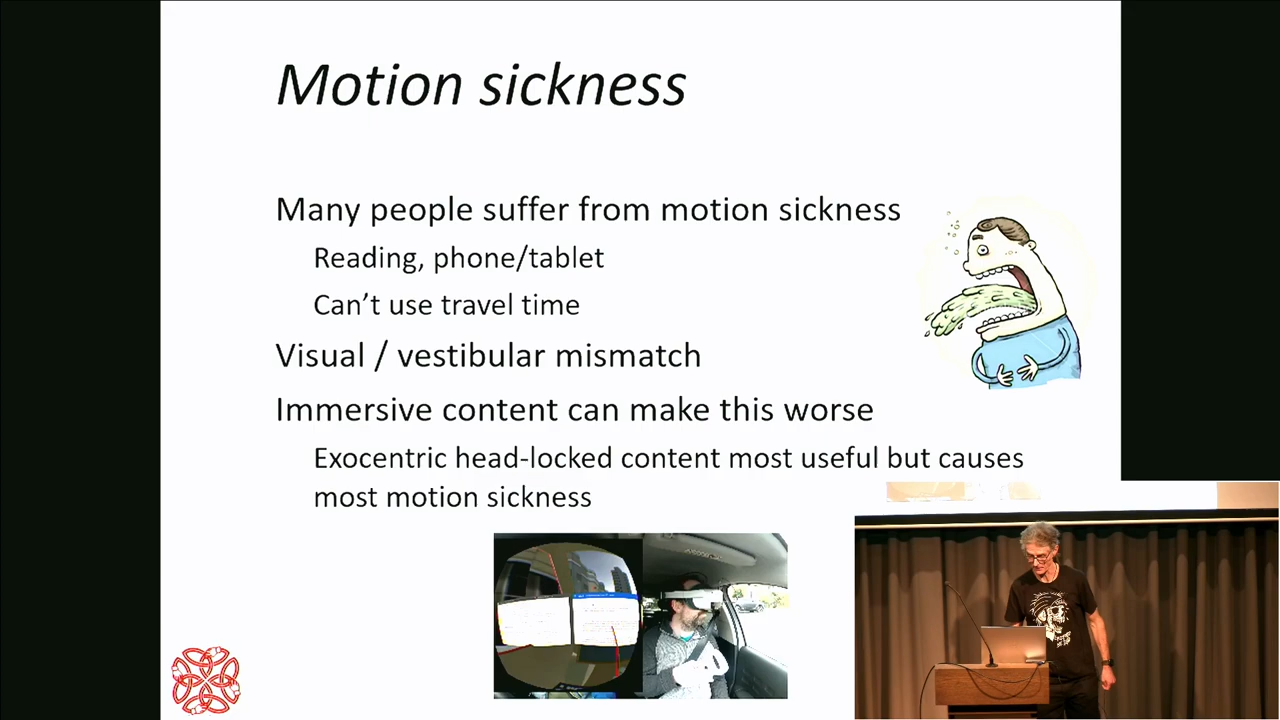 Motion sickness
Many people suffer from motion sickness
Reading, phone/tablet
Can’t use travel time
Visual / vestibular mismatch
Immersive content can make this worse
Exocentric head-locked content most useful but causes
most motion sickness